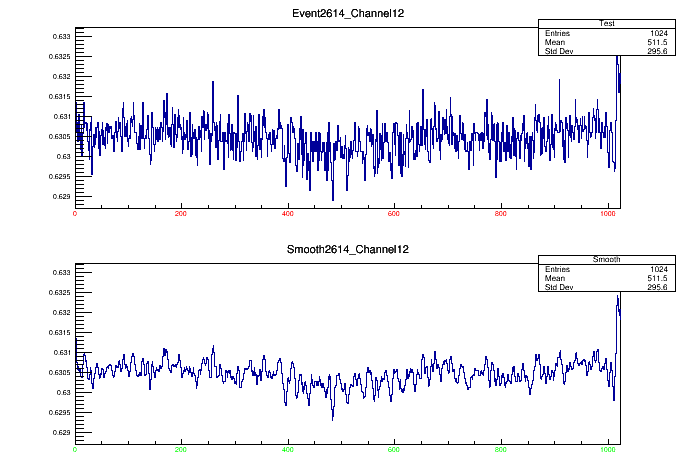 Event2614_Channel12
Test
Entries 1024
Mean 511.5
Std Dev 295.6
0.633
0.6325
0.632
0.6315
0.631
0.6305
0.63
0.6295
0.629
0 200 400 600 800 1000
Smooth2614_Channel12
Smooth
Entries 1024
Mean 511.5
Std Dev 295.6
0.633
0.6325
0.632
0.6315
0.631
0.6305
0.63
0.6295
0.629
0 200 400 600 800 1000